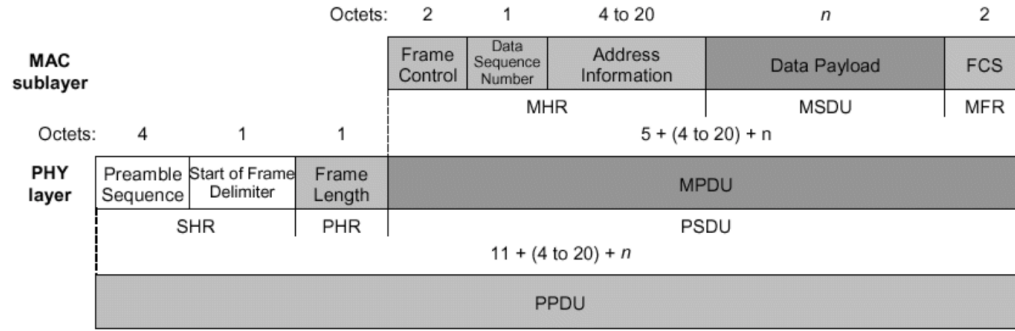 Octets: 2 1 4 to 20 n 2
MAC
sublayer
Frame
Control
Data
Sequence
Number
Address
Information
Data Payload
FCS
MHR MSDU MFR
Octets: 4 1 1 5 + (4 to 20) + n
PHY
layer
Preamble
Sequence
Start of Frame
Delimiter
Frame
Length
MPDU
SHR PHR PSDU
11 + (4 to 20) + n
PPDU